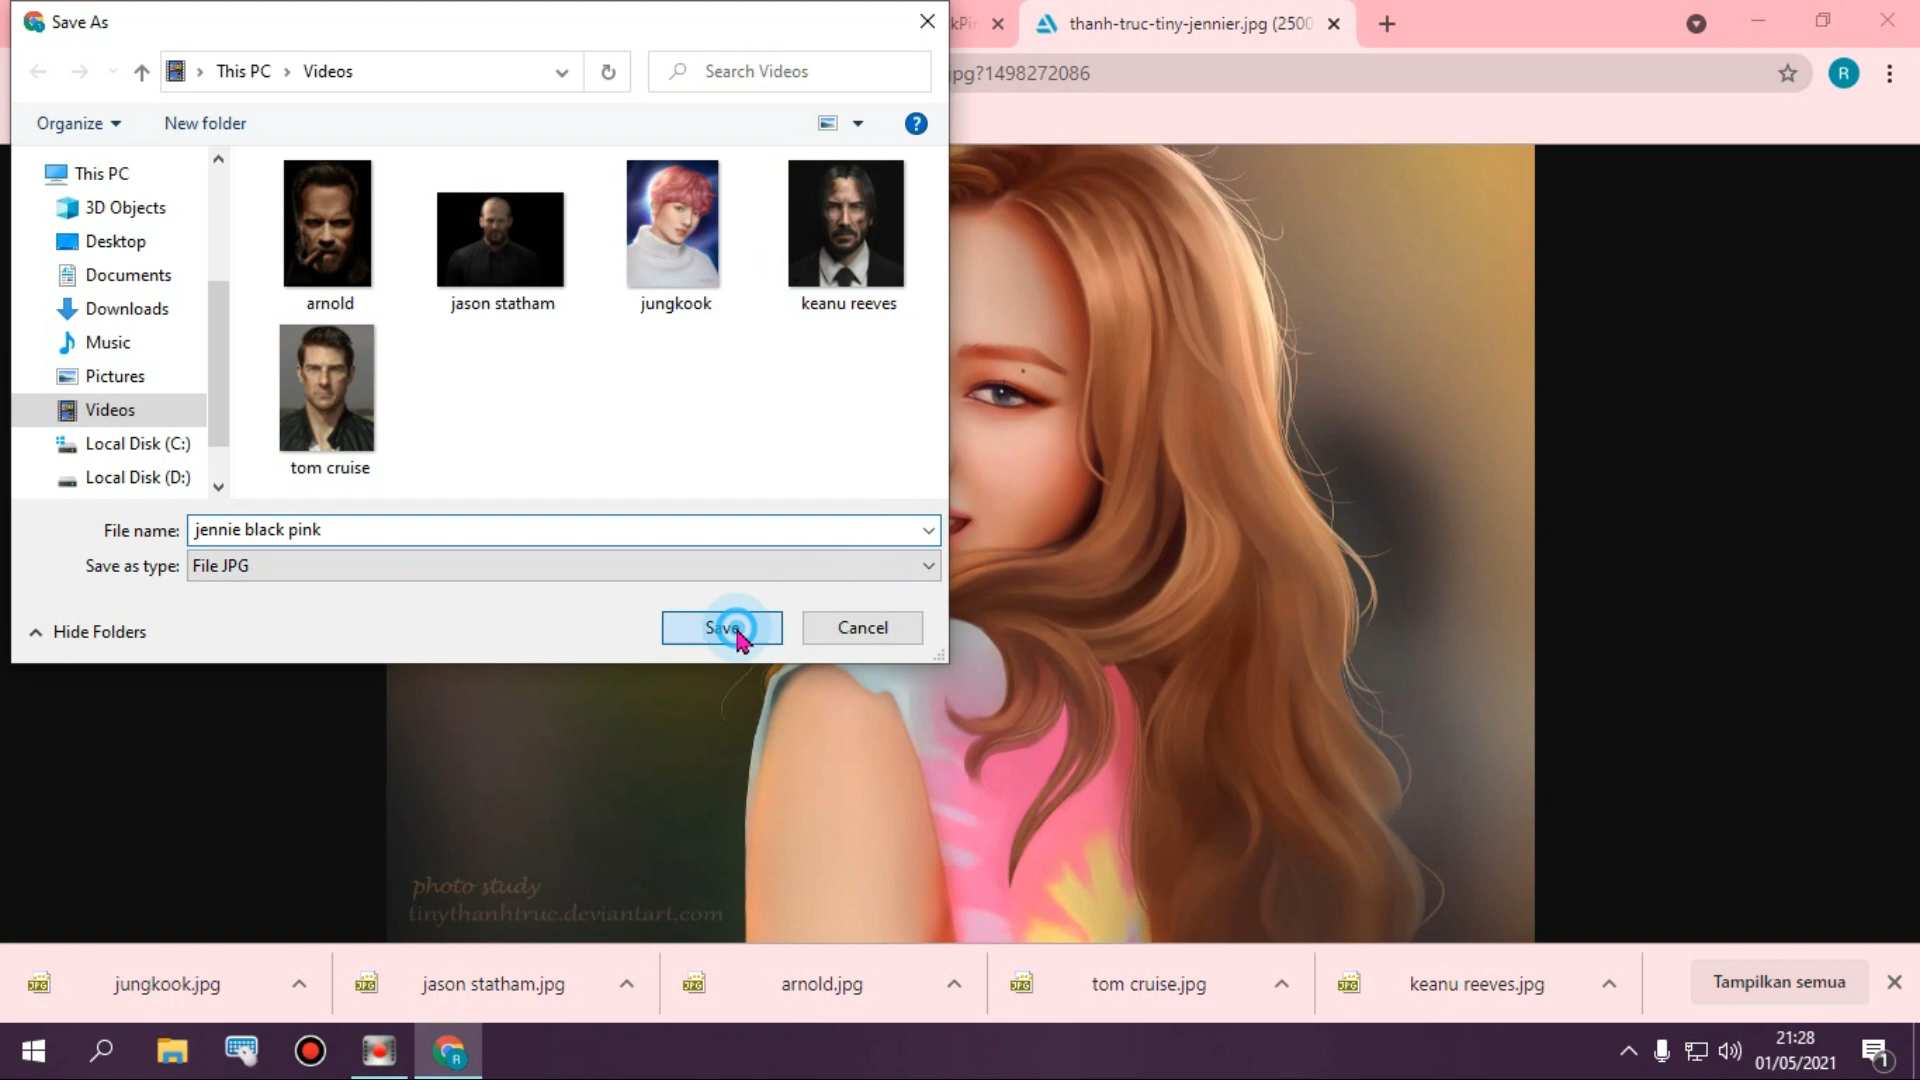 Save As
kPin
thanh-truc-tiny-jennier.jpg (2500
This PC
Videos
Search Videos
jpg?1498272086
R
Organize
New folder
?
This PC
3D Objects
Desktop
Documents
Downloads
Music
Pictures
Videos
Local Disk (C:)
Local Disk (D:)
arnold
jason statham
jungkook
keanu reeves
tom cruise
File name:
jennie black pink
Save as type:
File JPG
Hide Folders
Save
Cancel
photo study
tinythanhtruc.deviantart.com
jungkook.jpg
jason statham.jpg
arnold.jpg
tom cruise.jpg
keanu reeves.jpg
Tampilkan semua
R
21:28
01/05/2021
1